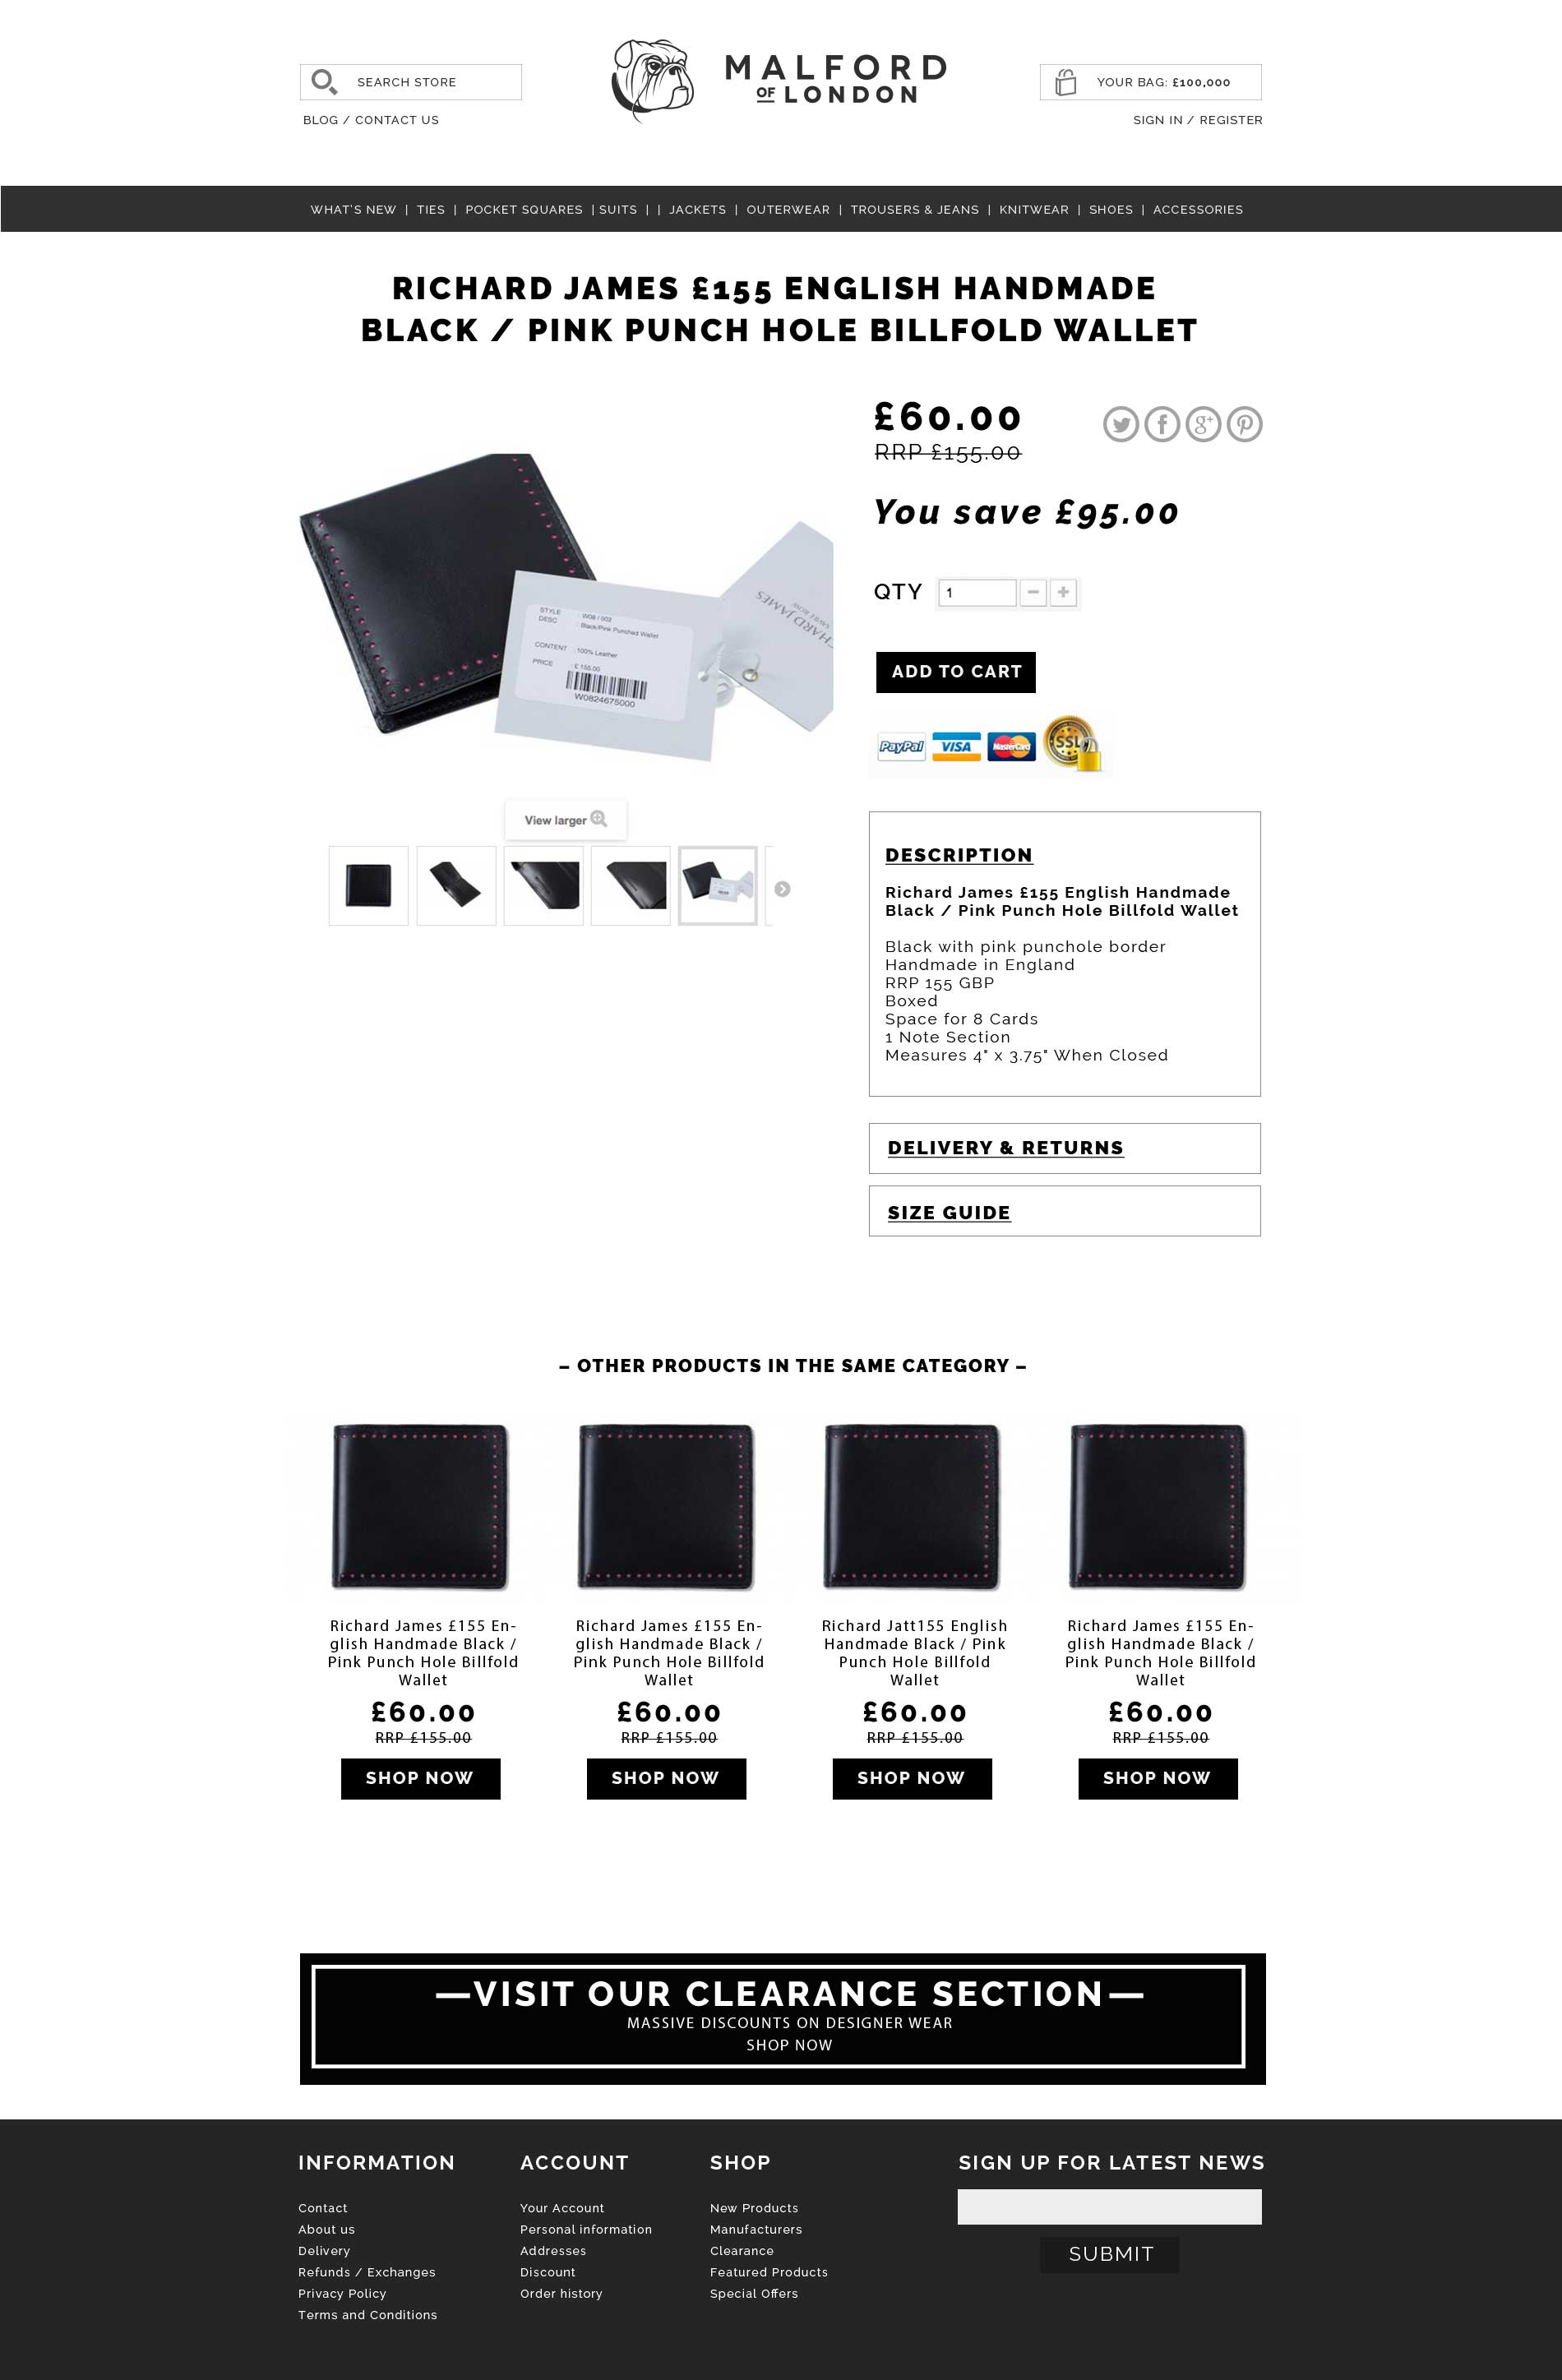 SEARCH STORE
BLOG / CONTACT US
MALFORD
OF LONDON
YOUR BAG: £100,000
SIGN IN / REGISTER
WHAT'S NEW | TIES | POCKET SQUARES | SUITS | | JACKETS | OUTERWEAR | TROUSERS & JEANS | KNITWEAR | SHOES | ACCESSORIES
RICHARD JAMES £155 ENGLISH HANDMADE
BLACK / PINK PUNCH HOLE BILLFOLD WALLET
STYLE : W08 / 002
DESC : Black/Pink Punched Wallet
CONTENT : 100% Leather
PRICE : £ 155.00
W0824675000
HARD JAMES
SAVILE ROW
£60.00
RRP £155.00
You save £95.00
QTY 1 − +
ADD TO CART
PayPal VISA MasterCard SSL
View larger
DESCRIPTION
Richard James £155 English Handmade
Black / Pink Punch Hole Billfold Wallet
Black with pink punchole border
Handmade in England
RRP 155 GBP
Boxed
Space for 8 Cards
1 Note Section
Measures 4" x 3.75" When Closed
DELIVERY & RETURNS
SIZE GUIDE
– OTHER PRODUCTS IN THE SAME CATEGORY –
Richard James £155 En-
glish Handmade Black /
Pink Punch Hole Billfold
Wallet
£60.00
RRP £155.00
SHOP NOW
Richard James £155 En-
glish Handmade Black /
Pink Punch Hole Billfold
Wallet
£60.00
RRP £155.00
SHOP NOW
Richard Jatt155 English
Handmade Black / Pink
Punch Hole Billfold
Wallet
£60.00
RRP £155.00
SHOP NOW
Richard James £155 En-
glish Handmade Black /
Pink Punch Hole Billfold
Wallet
£60.00
RRP £155.00
SHOP NOW
—VISIT OUR CLEARANCE SECTION—
MASSIVE DISCOUNTS ON DESIGNER WEAR
SHOP NOW
INFORMATION
Contact
About us
Delivery
Refunds / Exchanges
Privacy Policy
Terms and Conditions
ACCOUNT
Your Account
Personal information
Addresses
Discount
Order history
SHOP
New Products
Manufacturers
Clearance
Featured Products
Special Offers
SIGN UP FOR LATEST NEWS
SUBMIT